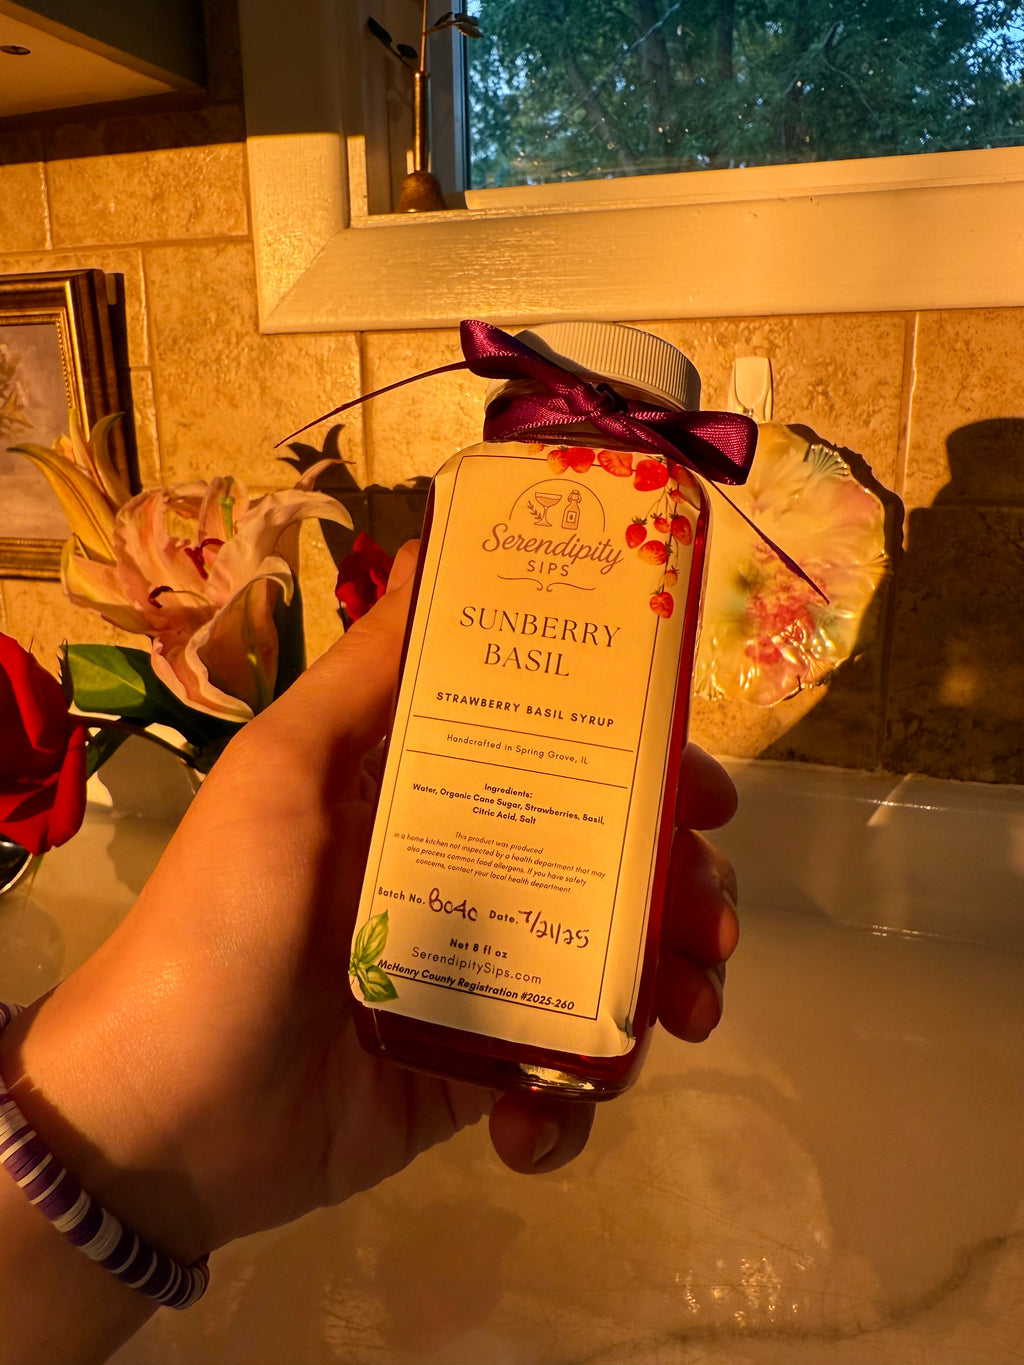 Serendipity
SIPS
SUNBERRY
BASIL
STRAWBERRY BASIL SYRUP
Handcrafted in Spring Grove, IL
Ingredients:
Water, Organic Cane Sugar, Strawberries, Basil,
Citric Acid, Salt
This product was produced
in a home kitchen not inspected by a health department that may
also process common food allergens. If you have safety
concerns, contact your local health department.
Batch No. 8040 Date. 7/21/25
Net 8 fl oz
SerendipitySips.com
McHenry County Registration #2025-260